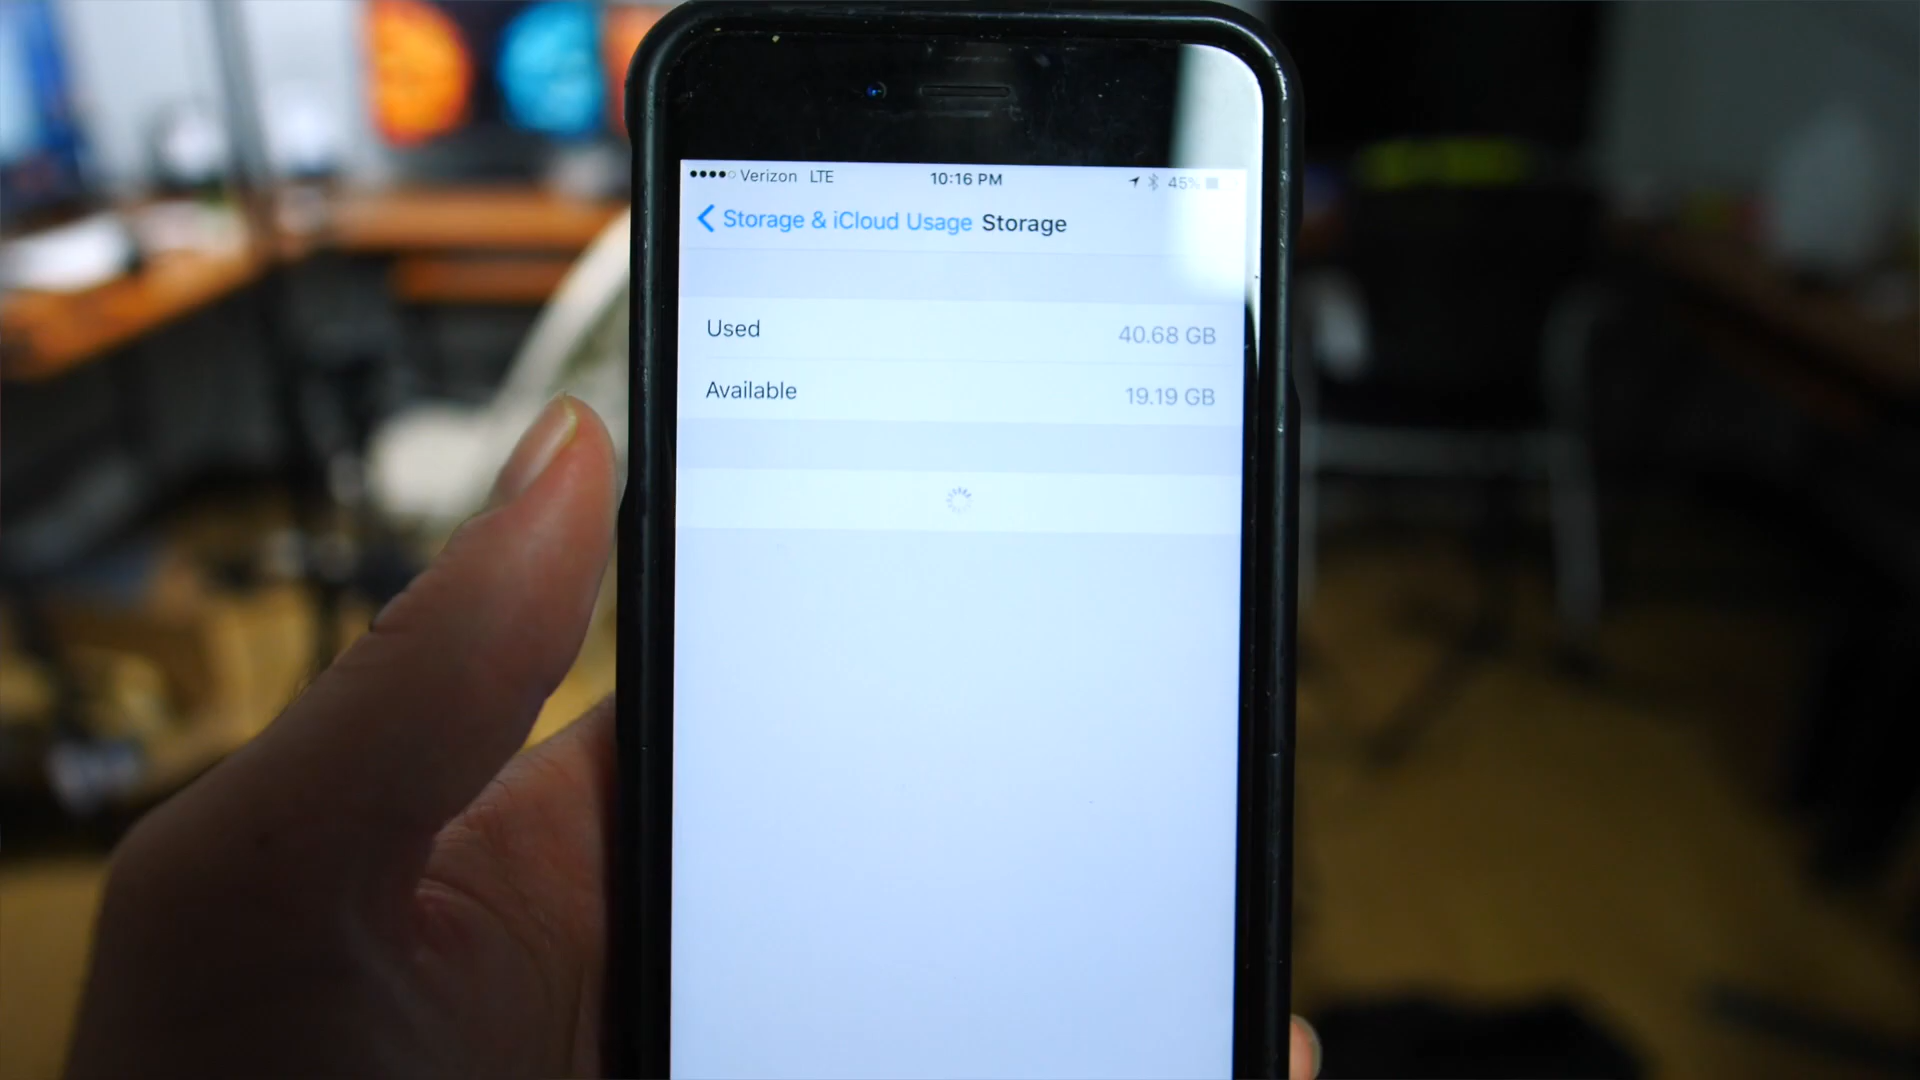 Verizon LTE 10:16 PM 45%
Storage & iCloud Usage Storage
Used 40.68 GB
Available 19.19 GB